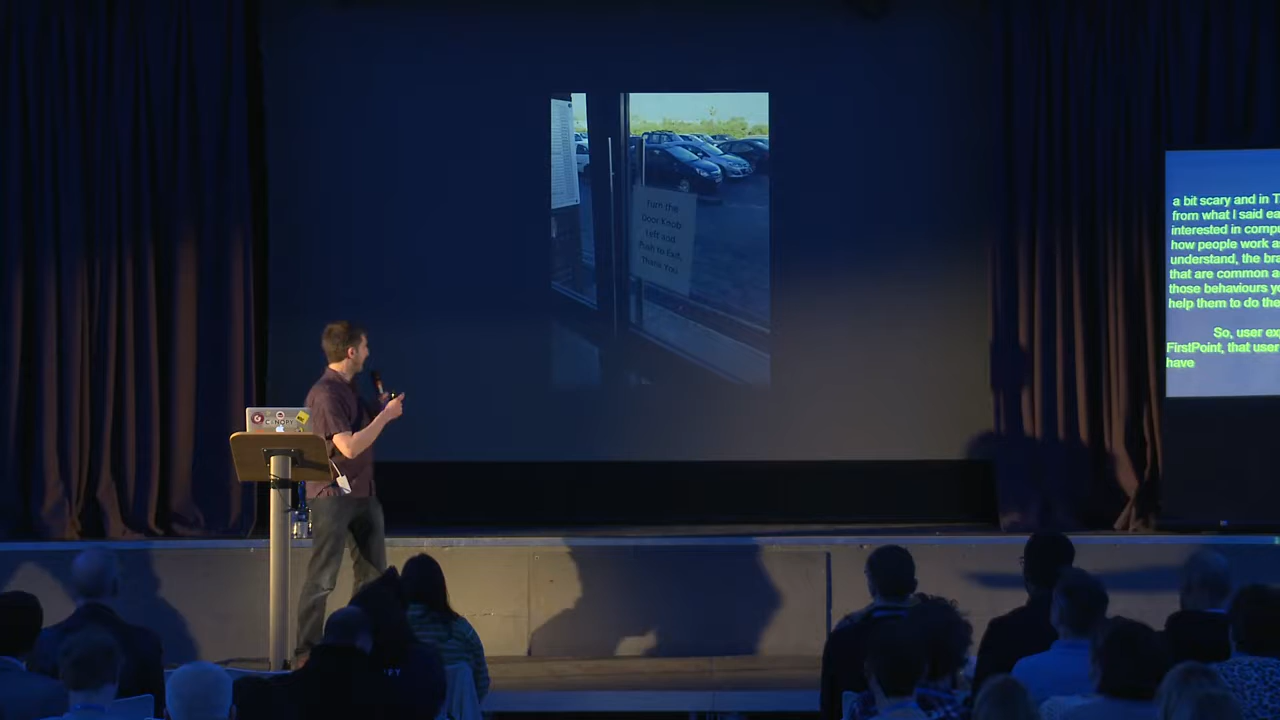 Turn the
Door Knob
Left and
Push to Exit.
Thank You
a bit scary and in T
from what I said ea
interested in compu
how people work a
understand, the bra
that are common a
those behaviours yo
help them to do the
So, user ex
FirstPoint, that user
have
CANOPY